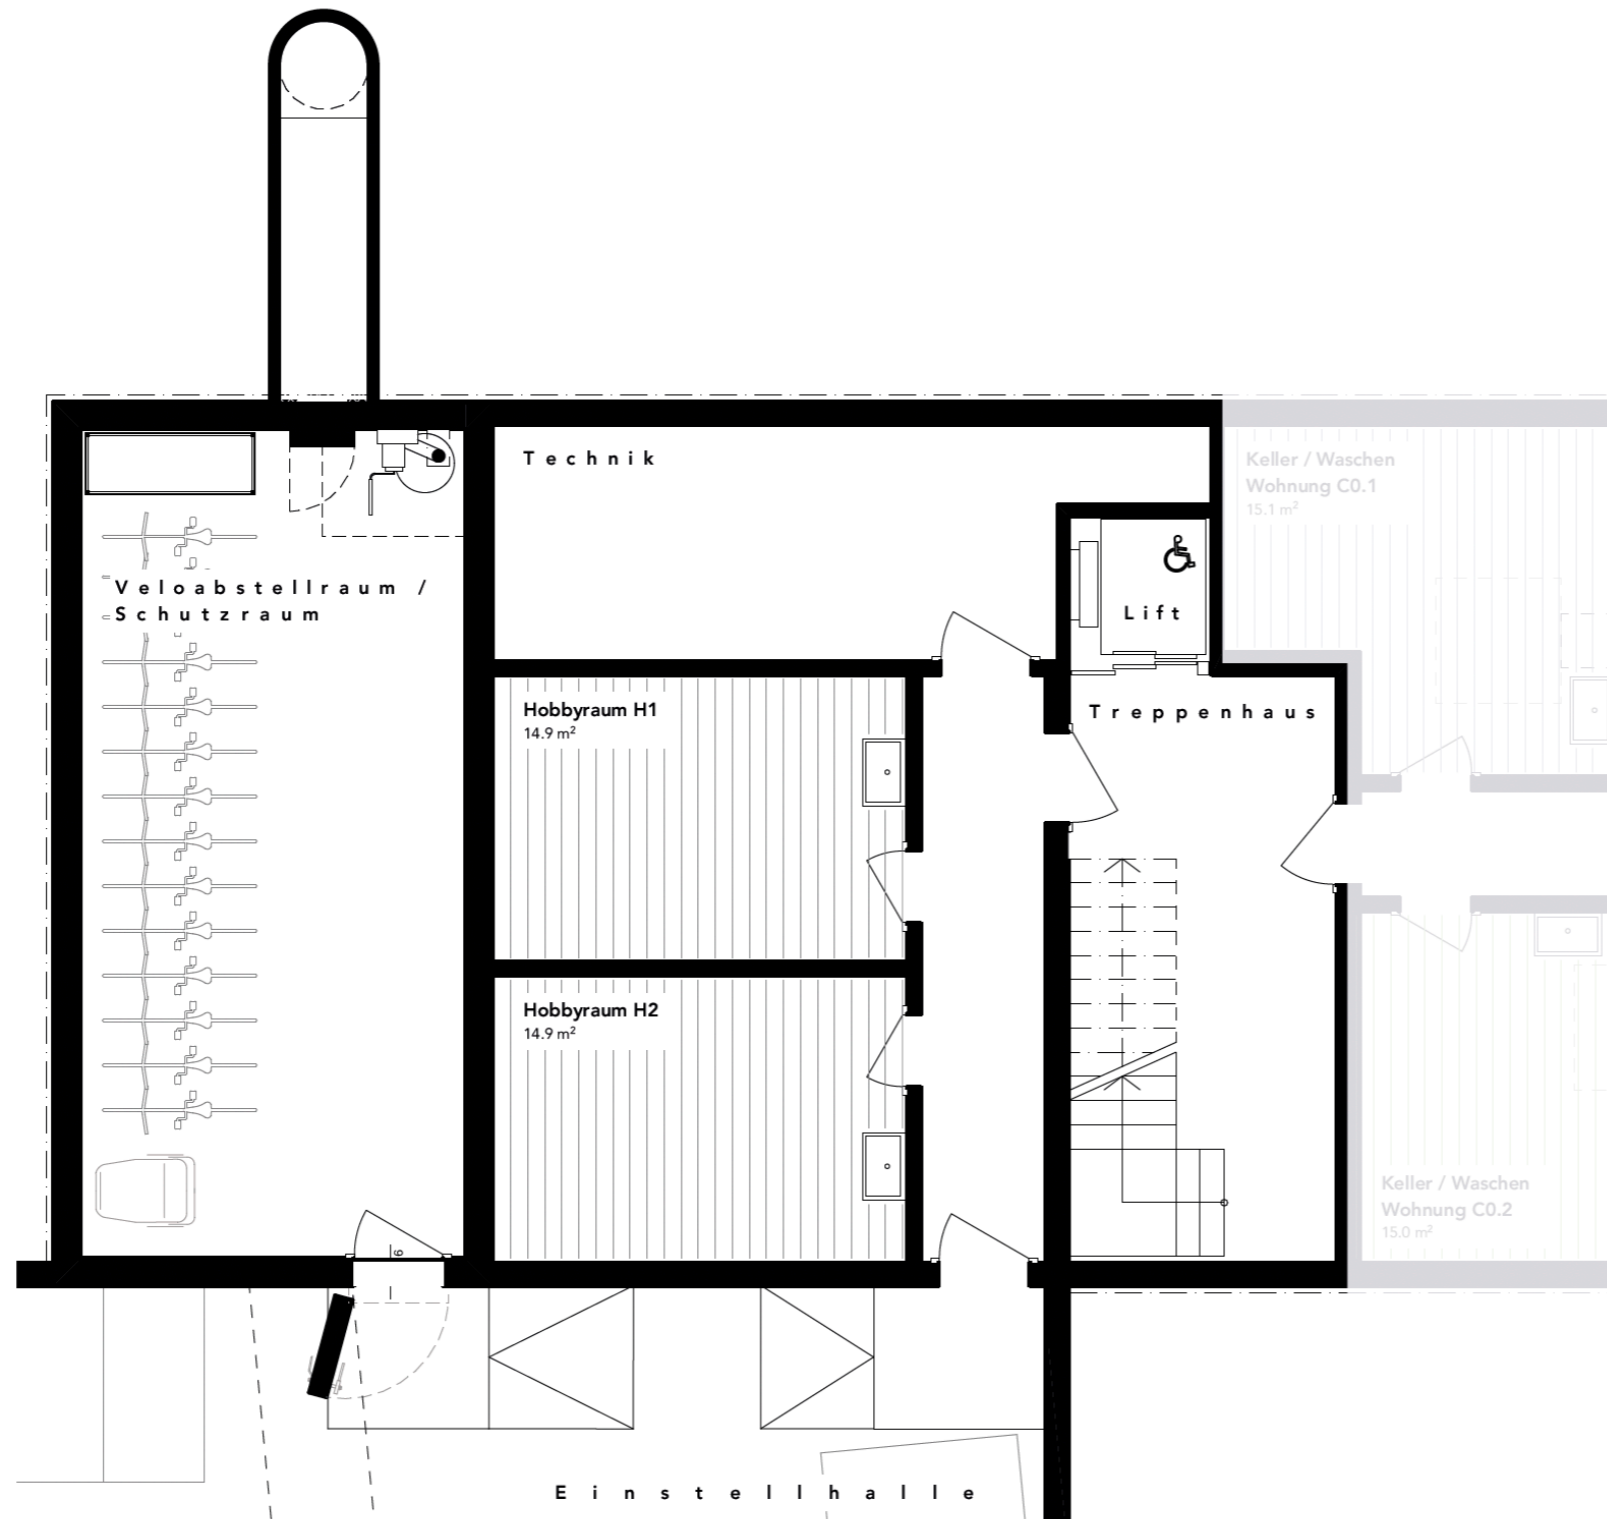 Technik
Keller / Waschen
Wohnung C0.1
15.1 m²
Veloabstellraum /
Schutzraum
Lift
Hobbyraum H1
14.9 m²
Treppenhaus
Hobbyraum H2
14.9 m²
Keller / Waschen
Wohnung C0.2
15.0 m²
6
Einstellhalle